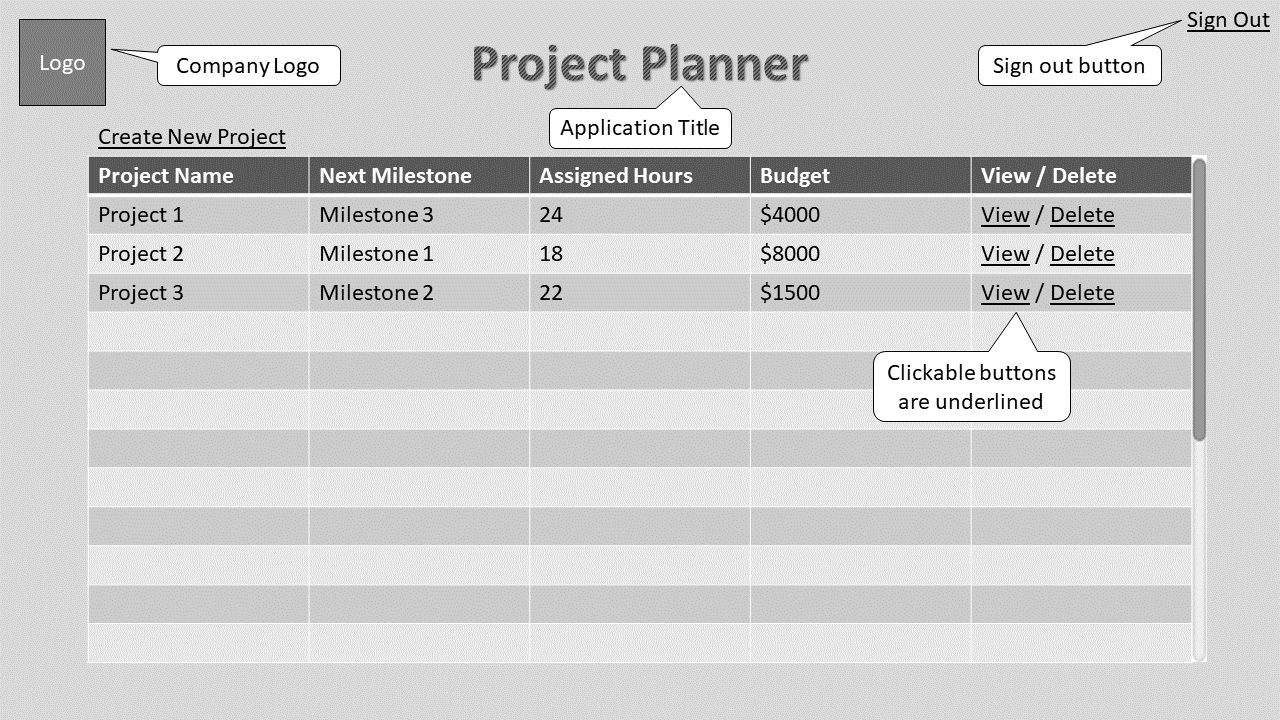 Sign Out
Logo
Company Logo
Project Planner
Sign out button
Application Title
Create New Project
Project Name Next Milestone Assigned Hours Budget View / Delete
Project 1 Milestone 3 24 $4000 View / Delete
Project 2 Milestone 1 18 $8000 View / Delete
Project 3 Milestone 2 22 $1500 View / Delete
Clickable buttons
are underlined